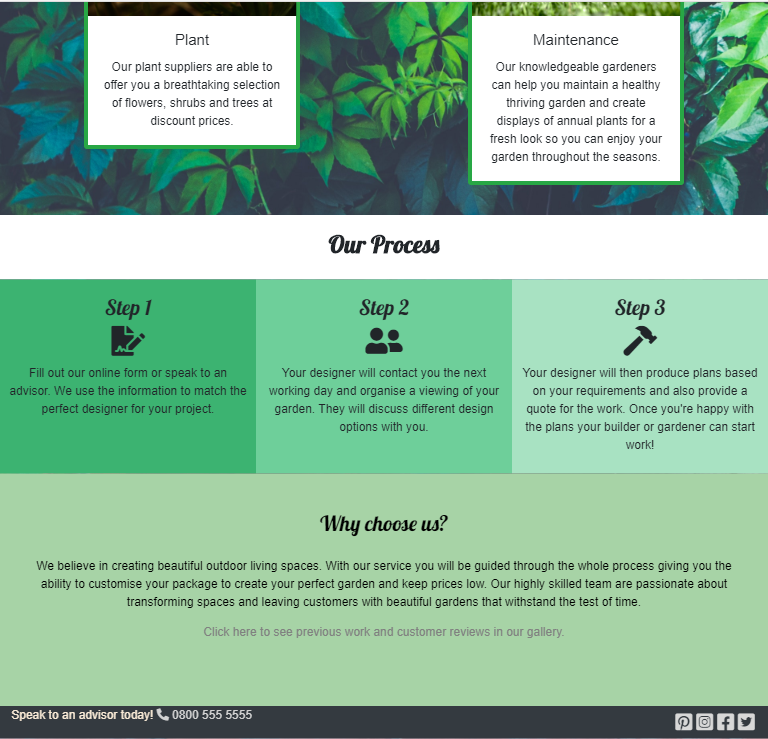 Plant
Our plant suppliers are able to
offer you a breathtaking selection
of flowers, shrubs and trees at
discount prices.
Maintenance
Our knowledgeable gardeners
can help you maintain a healthy
thriving garden and create
displays of annual plants for a
fresh look so you can enjoy your
garden throughout the seasons.
Our Process
Step 1
Fill out our online form or speak to an
advisor. We use the information to match the
perfect designer for your project.
Step 2
Your designer will contact you the next
working day and organise a viewing of your
garden. They will discuss different design
options with you.
Step 3
Your designer will then produce plans based
on your requirements and also provide a
quote for the work. Once you're happy with
the plans your builder or gardener can start
work!
Why choose us?
We believe in creating beautiful outdoor living spaces. With our service you will be guided through the whole process giving you the
ability to customise your package to create your perfect garden and keep prices low. Our highly skilled team are passionate about
transforming spaces and leaving customers with beautiful gardens that withstand the test of time.
Click here to see previous work and customer reviews in our gallery.
Speak to an advisor today! 0800 555 5555